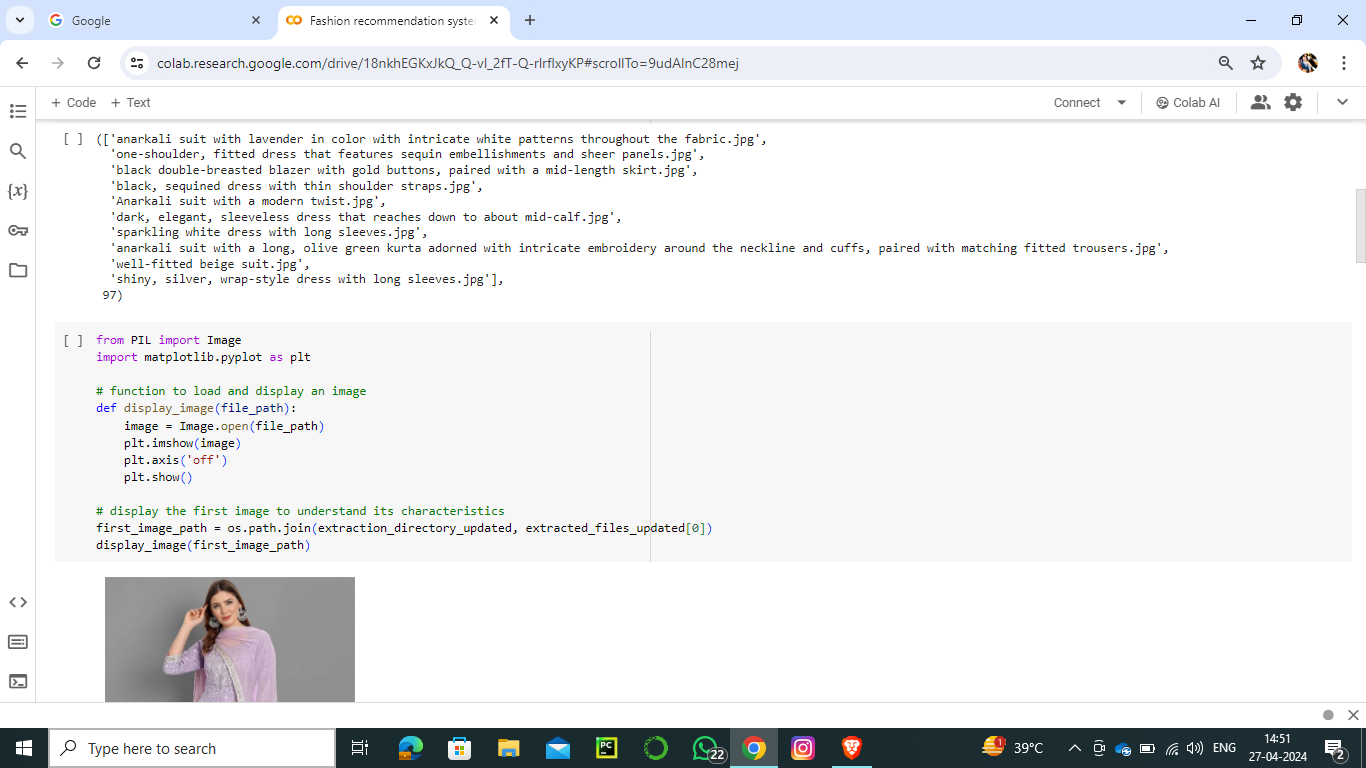 Google
Fashion recommendation syste
colab.research.google.com/drive/18nkhEGKxJkQ_Q-vl_2fT-Q-rIrflxyKP#scrollTo=9udAlnC28mej
+ Code + Text
Connect
Colab AI
[ ] (['anarkali suit with lavender in color with intricate white patterns throughout the fabric.jpg',
'one-shoulder, fitted dress that features sequin embellishments and sheer panels.jpg',
'black double-breasted blazer with gold buttons, paired with a mid-length skirt.jpg',
'black, sequined dress with thin shoulder straps.jpg',
'Anarkali suit with a modern twist.jpg',
'dark, elegant, sleeveless dress that reaches down to about mid-calf.jpg',
'sparkling white dress with long sleeves.jpg',
'anarkali suit with a long, olive green kurta adorned with intricate embroidery around the neckline and cuffs, paired with matching fitted trousers.jpg',
'well-fitted beige suit.jpg',
'shiny, silver, wrap-style dress with long sleeves.jpg'],
97)
{x}
[ ] from PIL import Image
import matplotlib.pyplot as plt
# function to load and display an image
def display_image(file_path):
image = Image.open(file_path)
plt.imshow(image)
plt.axis('off')
plt.show()
# display the first image to understand its characteristics
first_image_path = os.path.join(extraction_directory_updated, extracted_files_updated[0])
display_image(first_image_path)
Type here to search
PC
22
1
39°C
ENG
14:51
27-04-2024
2